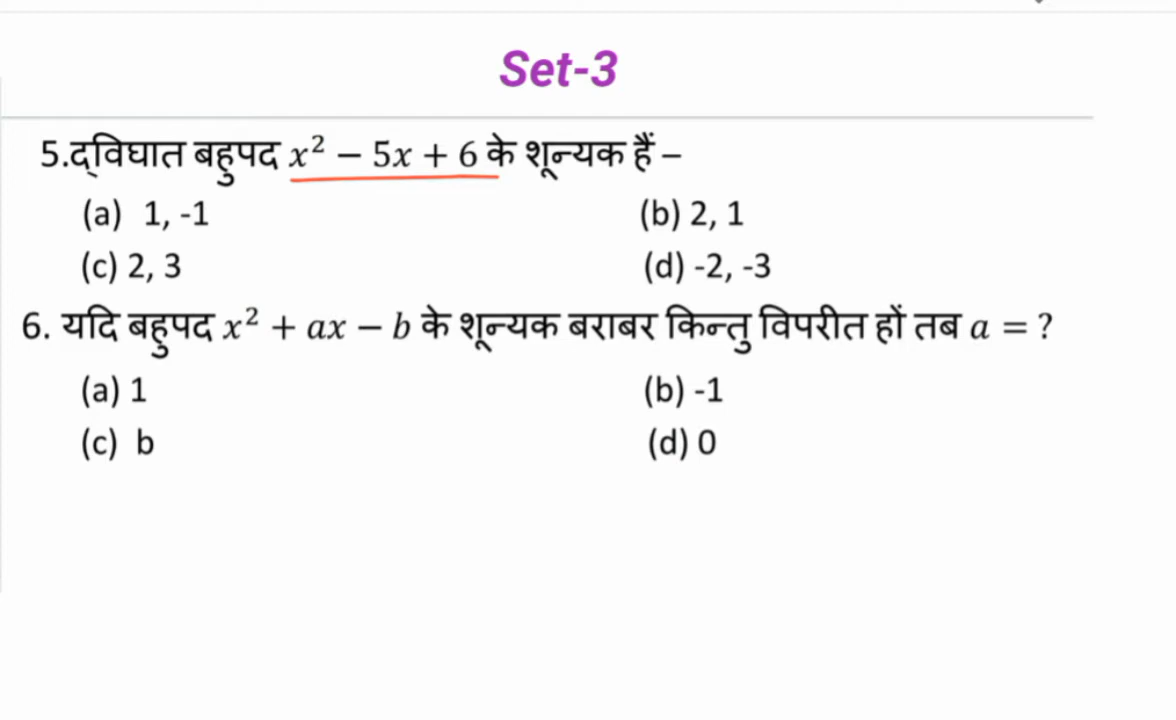 Set-3
5.द्विघात बहुपद x² − 5x + 6 के शून्यक हैं –
(a) 1, -1 (b) 2, 1
(c) 2, 3 (d) -2, -3
6. यदि बहुपद x² + ax − b के शून्यक बराबर किन्तु विपरीत हों तब a = ?
(a) 1 (b) -1
(c) b (d) 0